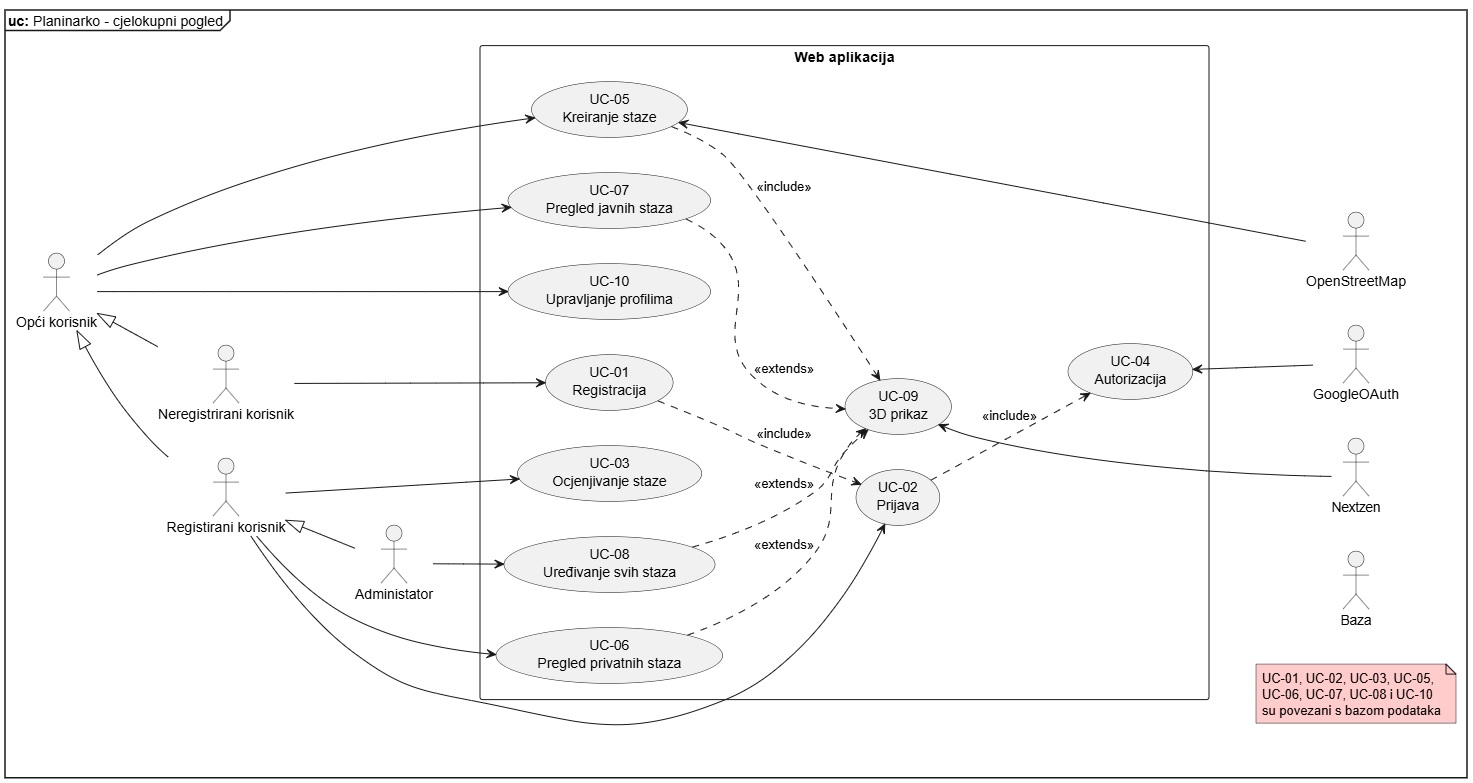 uc: Planinarko - cjelokupni pogled
Web aplikacija
UC-05
Kreiranje staze
«include»
UC-07
Pregled javnih staza
OpenStreetMap
UC-10
Upravljanje profilima
Opći korisnik
UC-01
Registracija
«extends»
UC-04
Autorizacija
GoogleOAuth
UC-09
3D prikaz
«include»
Neregistrirani korisnik
«include»
UC-03
Ocjenjivanje staze
«extends»
UC-02
Prijava
Nextzen
Registirani korisnik
«extends»
UC-08
Uređivanje svih staza
Administator
Baza
UC-06
Pregled privatnih staza
UC-01, UC-02, UC-03, UC-05,
UC-06, UC-07, UC-08 i UC-10
su povezani s bazom podataka